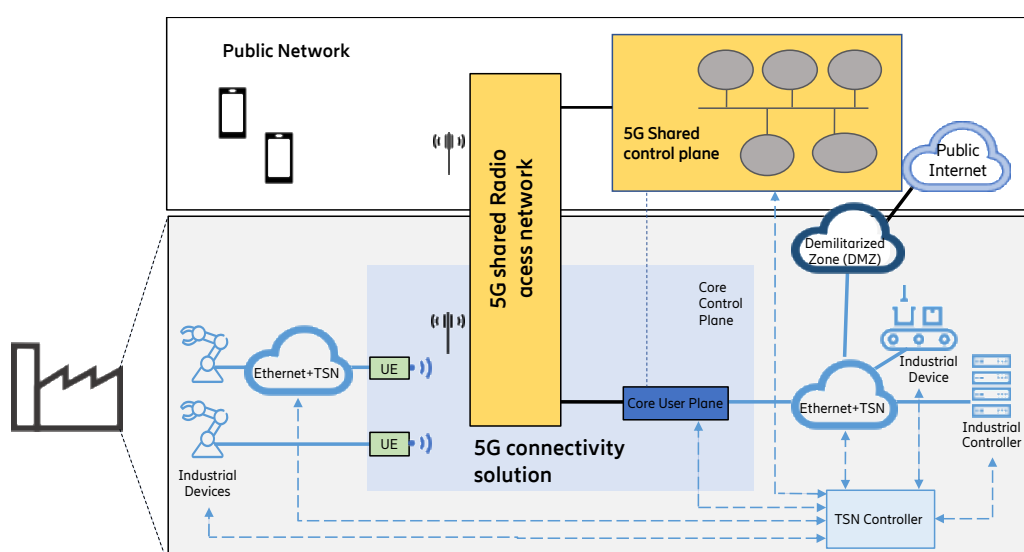 Public Network
5G Shared
control plane
Public
Internet
5G shared Radio
acess network
Demilitarized
Zone (DMZ)
Core
Control
Plane
Ethernet+TSN
UE
Industrial
Device
Core User Plane
Ethernet+TSN
Industrial
Controller
UE
5G connectivity
solution
Industrial
Devices
TSN Controller